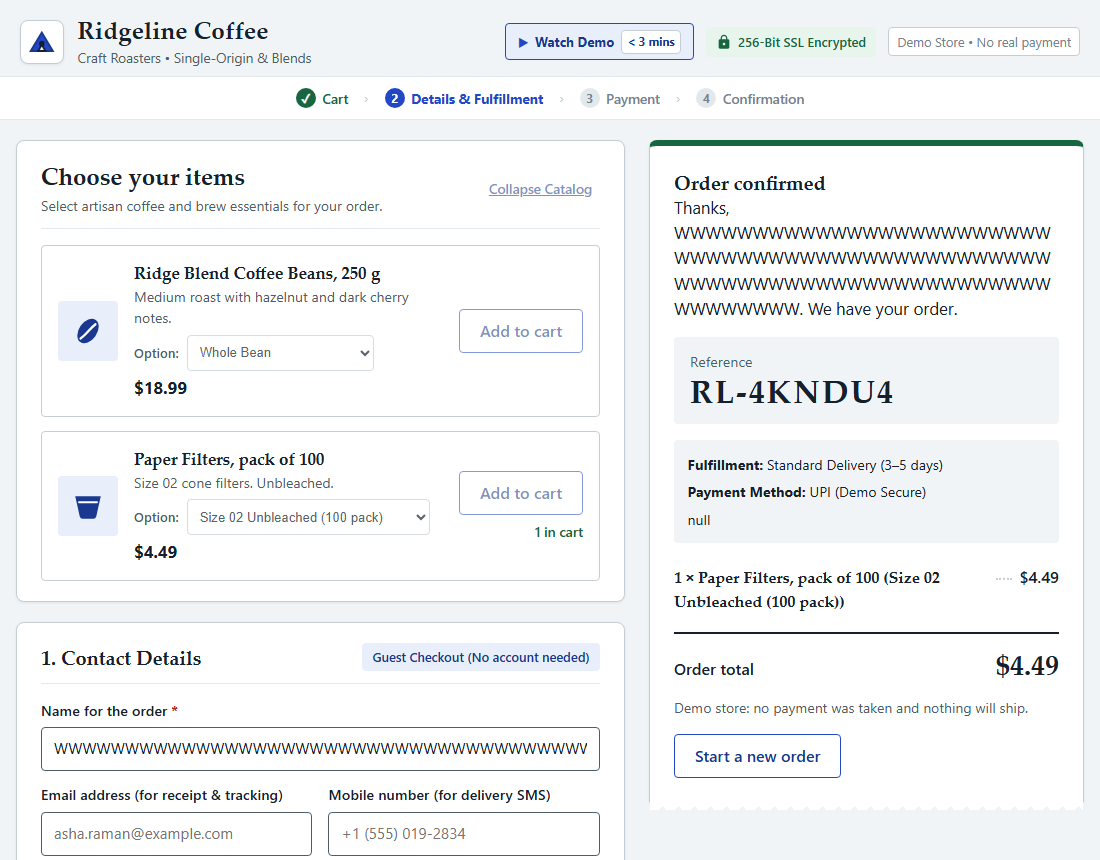 Ridgeline Coffee
Craft Roasters • Single-Origin & Blends
▶ Watch Demo < 3 mins
256-Bit SSL Encrypted
Demo Store • No real payment
✓ Cart › 2 Details & Fulfillment › 3 Payment › 4 Confirmation
Choose your items
Select artisan coffee and brew essentials for your order.
Collapse Catalog
Ridge Blend Coffee Beans, 250 g
Medium roast with hazelnut and dark cherry
notes.
Option: Whole Bean
$18.99
Add to cart
Paper Filters, pack of 100
Size 02 cone filters. Unbleached.
Option: Size 02 Unbleached (100 pack)
$4.49
Add to cart
1 in cart
1. Contact Details
Guest Checkout (No account needed)
Name for the order *
Email address (for receipt & tracking)
asha.raman@example.com
Mobile number (for delivery SMS)
+1 (555) 019-2834
Order confirmed
Thanks,
WWWWWWWWWWWWWWWWWWWWWWWW
WWWWWWWWWWWWWWWWWWWWWWWW
WWWWWWWWWWWWWWWWWWWWWWWW
WWWWWWWW. We have your order.
Reference
RL-4KNDU4
Fulfillment: Standard Delivery (3–5 days)
Payment Method: UPI (Demo Secure)
null
1 × Paper Filters, pack of 100 (Size 02 ..... $4.49
Unbleached (100 pack))
Order total $4.49
Demo store: no payment was taken and nothing will ship.
Start a new order